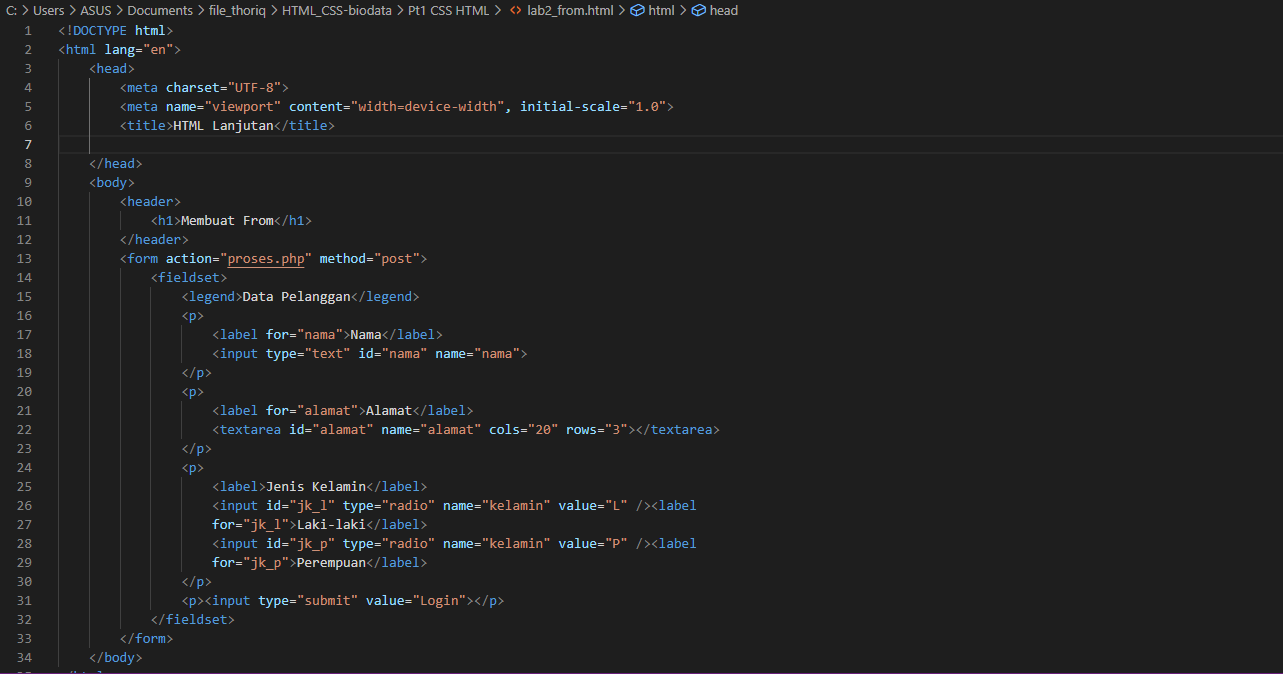 C: > Users > ASUS > Documents > file_thoriq > HTML_CSS-biodata > Pt1 CSS HTML > <> lab2_from.html > html > head
1 <!DOCTYPE html>
2 <html lang="en">
3 <head>
4 <meta charset="UTF-8">
5 <meta name="viewport" content="width=device-width", initial-scale="1.0">
6 <title>HTML Lanjutan</title>
7
8 </head>
9 <body>
10 <header>
11 <h1>Membuat From</h1>
12 </header>
13 <form action="proses.php" method="post">
14 <fieldset>
15 <legend>Data Pelanggan</legend>
16 <p>
17 <label for="nama">Nama</label>
18 <input type="text" id="nama" name="nama">
19 </p>
20 <p>
21 <label for="alamat">Alamat</label>
22 <textarea id="alamat" name="alamat" cols="20" rows="3"></textarea>
23 </p>
24 <p>
25 <label>Jenis Kelamin</label>
26 <input id="jk_l" type="radio" name="kelamin" value="L" /><label
27 for="jk_l">Laki-laki</label>
28 <input id="jk_p" type="radio" name="kelamin" value="P" /><label
29 for="jk_p">Perempuan</label>
30 </p>
31 <p><input type="submit" value="Login"></p>
32 </fieldset>
33 </form>
34 </body>